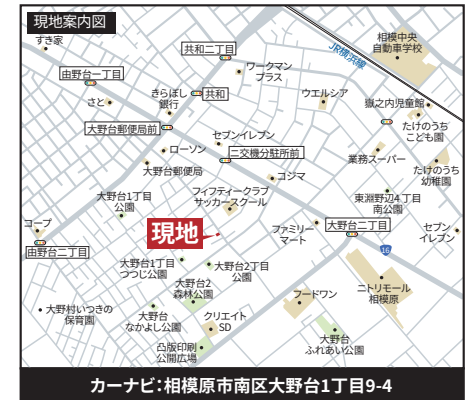 現地案内図
すき家
共和二丁目
相模中央
自動車学校
JR横浜線
ワークマン
プラス
由野台一丁目
さと
きらぼし
銀行
共和
ウエルシア
嶽之内児童館
たけのうち
こども園
大野台郵便局前
セブンイレブン
ローソン
二交機分駐所前
業務スーパー
たけのうち
幼稚園
大野台郵便局
コジマ
大野台1丁目
公園
フィフティークラブ
サッカースクール
東淵野辺4丁目
南公園
コープ
現地
ファミリー
マート
大野台二丁目
セブン
イレブン
由野台二丁目
16
大野台1丁目
つつじ公園
大野台2丁目
公園
大野台2
森林公園
ニトリモール
相模原
フードワン
大野村いつきの
保育園
大野台
なかよし公園
クリエイト
SD
大野台
ふれあい公園
凸版印刷
公開広場
カーナビ:相模原市南区大野台1丁目9-4